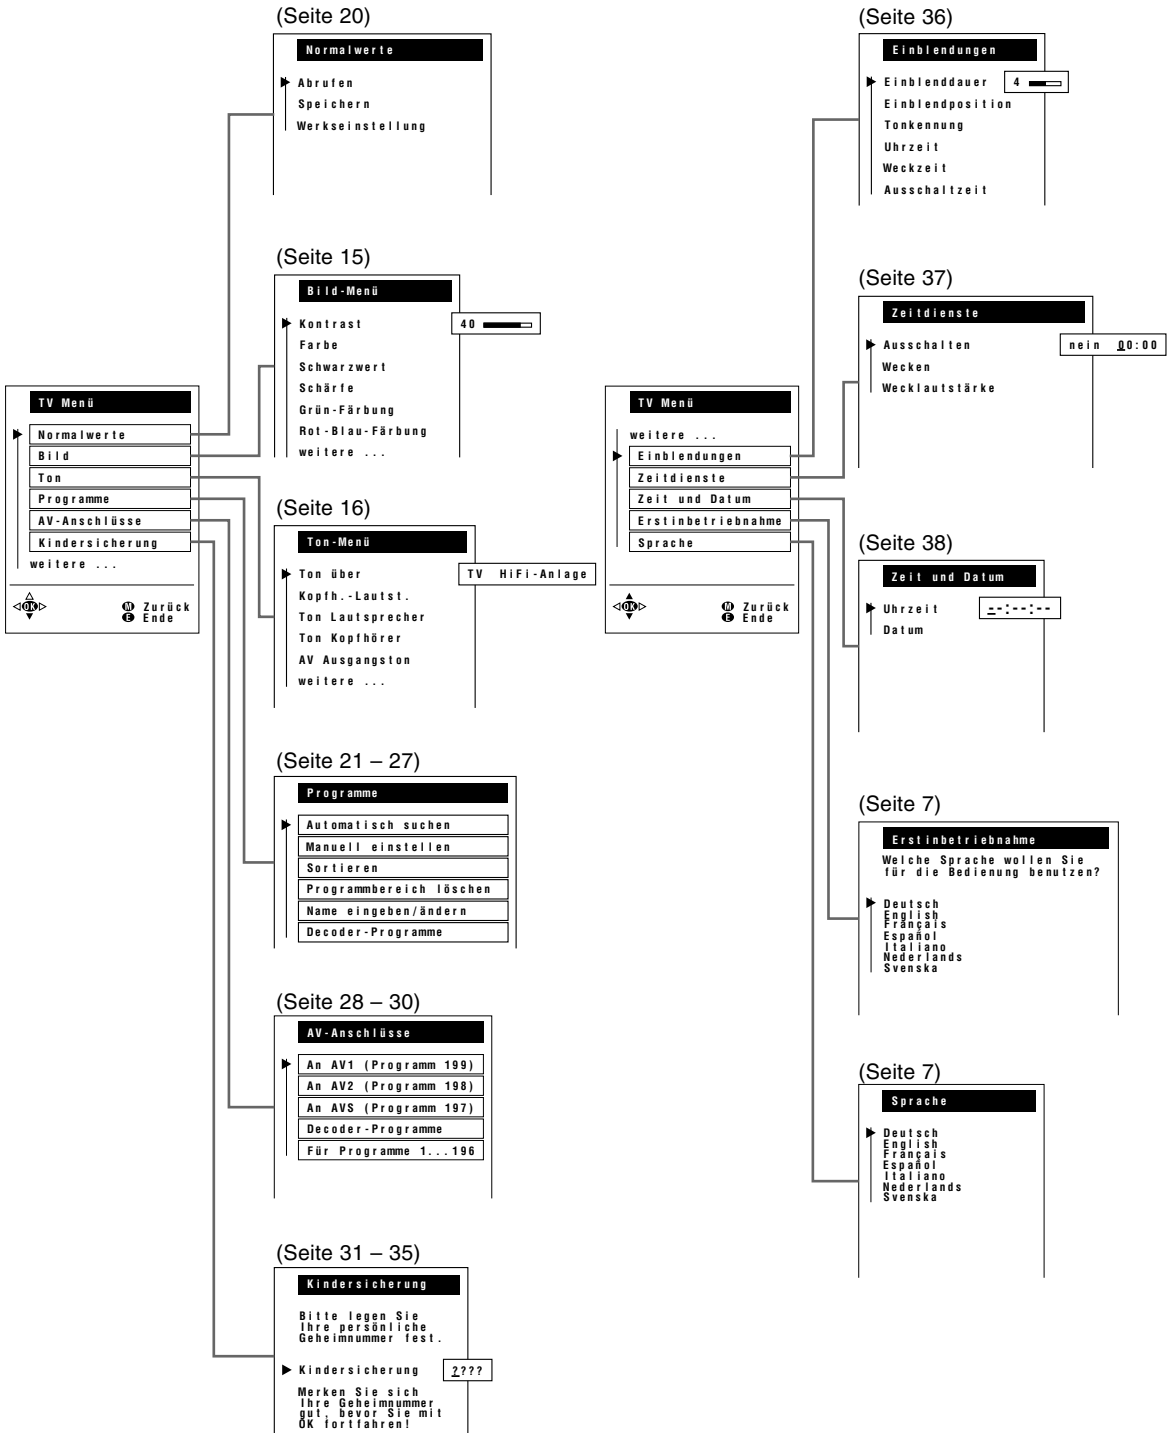 (Seite 20)
Normalwerte
Abrufen
Speichern
Werkseinstellung
(Seite 15)
Bild-Menü
Kontrast
40
Farbe
Schwarzwert
Schärfe
Grün-Färbung
Rot-Blau-Färbung
weitere ...
TV Menü
Normalwerte
Bild
Ton
Programme
AV-Anschlüsse
Kindersicherung
weitere ...
OK
M Zurück
E Ende
(Seite 16)
Ton-Menü
Ton über
TV HiFi-Anlage
Kopfh.-Lautst.
Ton Lautsprecher
Ton Kopfhörer
AV Ausgangston
weitere ...
(Seite 21 – 27)
Programme
Automatisch suchen
Manuell einstellen
Sortieren
Programmbereich löschen
Name eingeben/ändern
Decoder-Programme
(Seite 28 – 30)
AV-Anschlüsse
An AV1 (Programm 199)
An AV2 (Programm 198)
An AVS (Programm 197)
Decoder-Programme
Für Programme 1...196
(Seite 31 – 35)
Kindersicherung
Bitte legen Sie
Ihre persönliche
Geheimnummer fest.
Kindersicherung
????
Merken Sie sich
Ihre Geheimnummer
gut, bevor Sie mit
OK fortfahren!
(Seite 36)
Einblendungen
Einblenddauer
4
Einblendposition
Tonkennung
Uhrzeit
Weckzeit
Ausschaltzeit
(Seite 37)
Zeitdienste
Ausschalten
nein 00:00
Wecken
Wecklautstärke
TV Menü
weitere ...
Einblendungen
Zeitdienste
Zeit und Datum
Erstinbetriebnahme
Sprache
OK
M Zurück
E Ende
(Seite 38)
Zeit und Datum
Uhrzeit
--:--:--
Datum
(Seite 7)
Erstinbetriebnahme
Welche Sprache wollen Sie
für die Bedienung benutzen?
Deutsch
English
Français
Español
Italiano
Nederlands
Svenska
(Seite 7)
Sprache
Deutsch
English
Français
Español
Italiano
Nederlands
Svenska